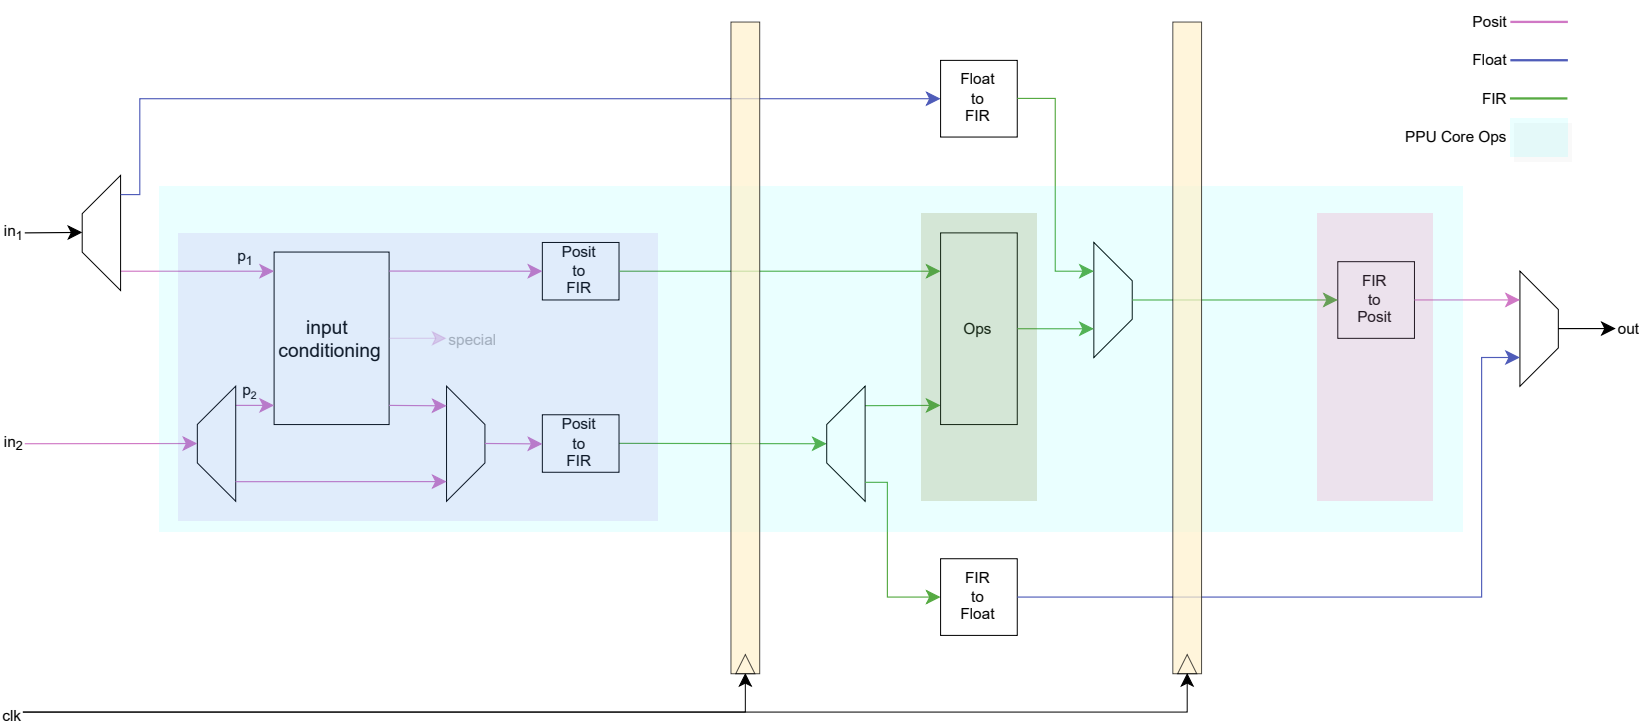 Posit
Float
FIR
PPU Core Ops
Float
to
FIR
in1
p1
Posit
to
FIR
input
conditioning
special
Ops
FIR
to
Posit
out
p2
in2
Posit
to
FIR
FIR
to
Float
clk